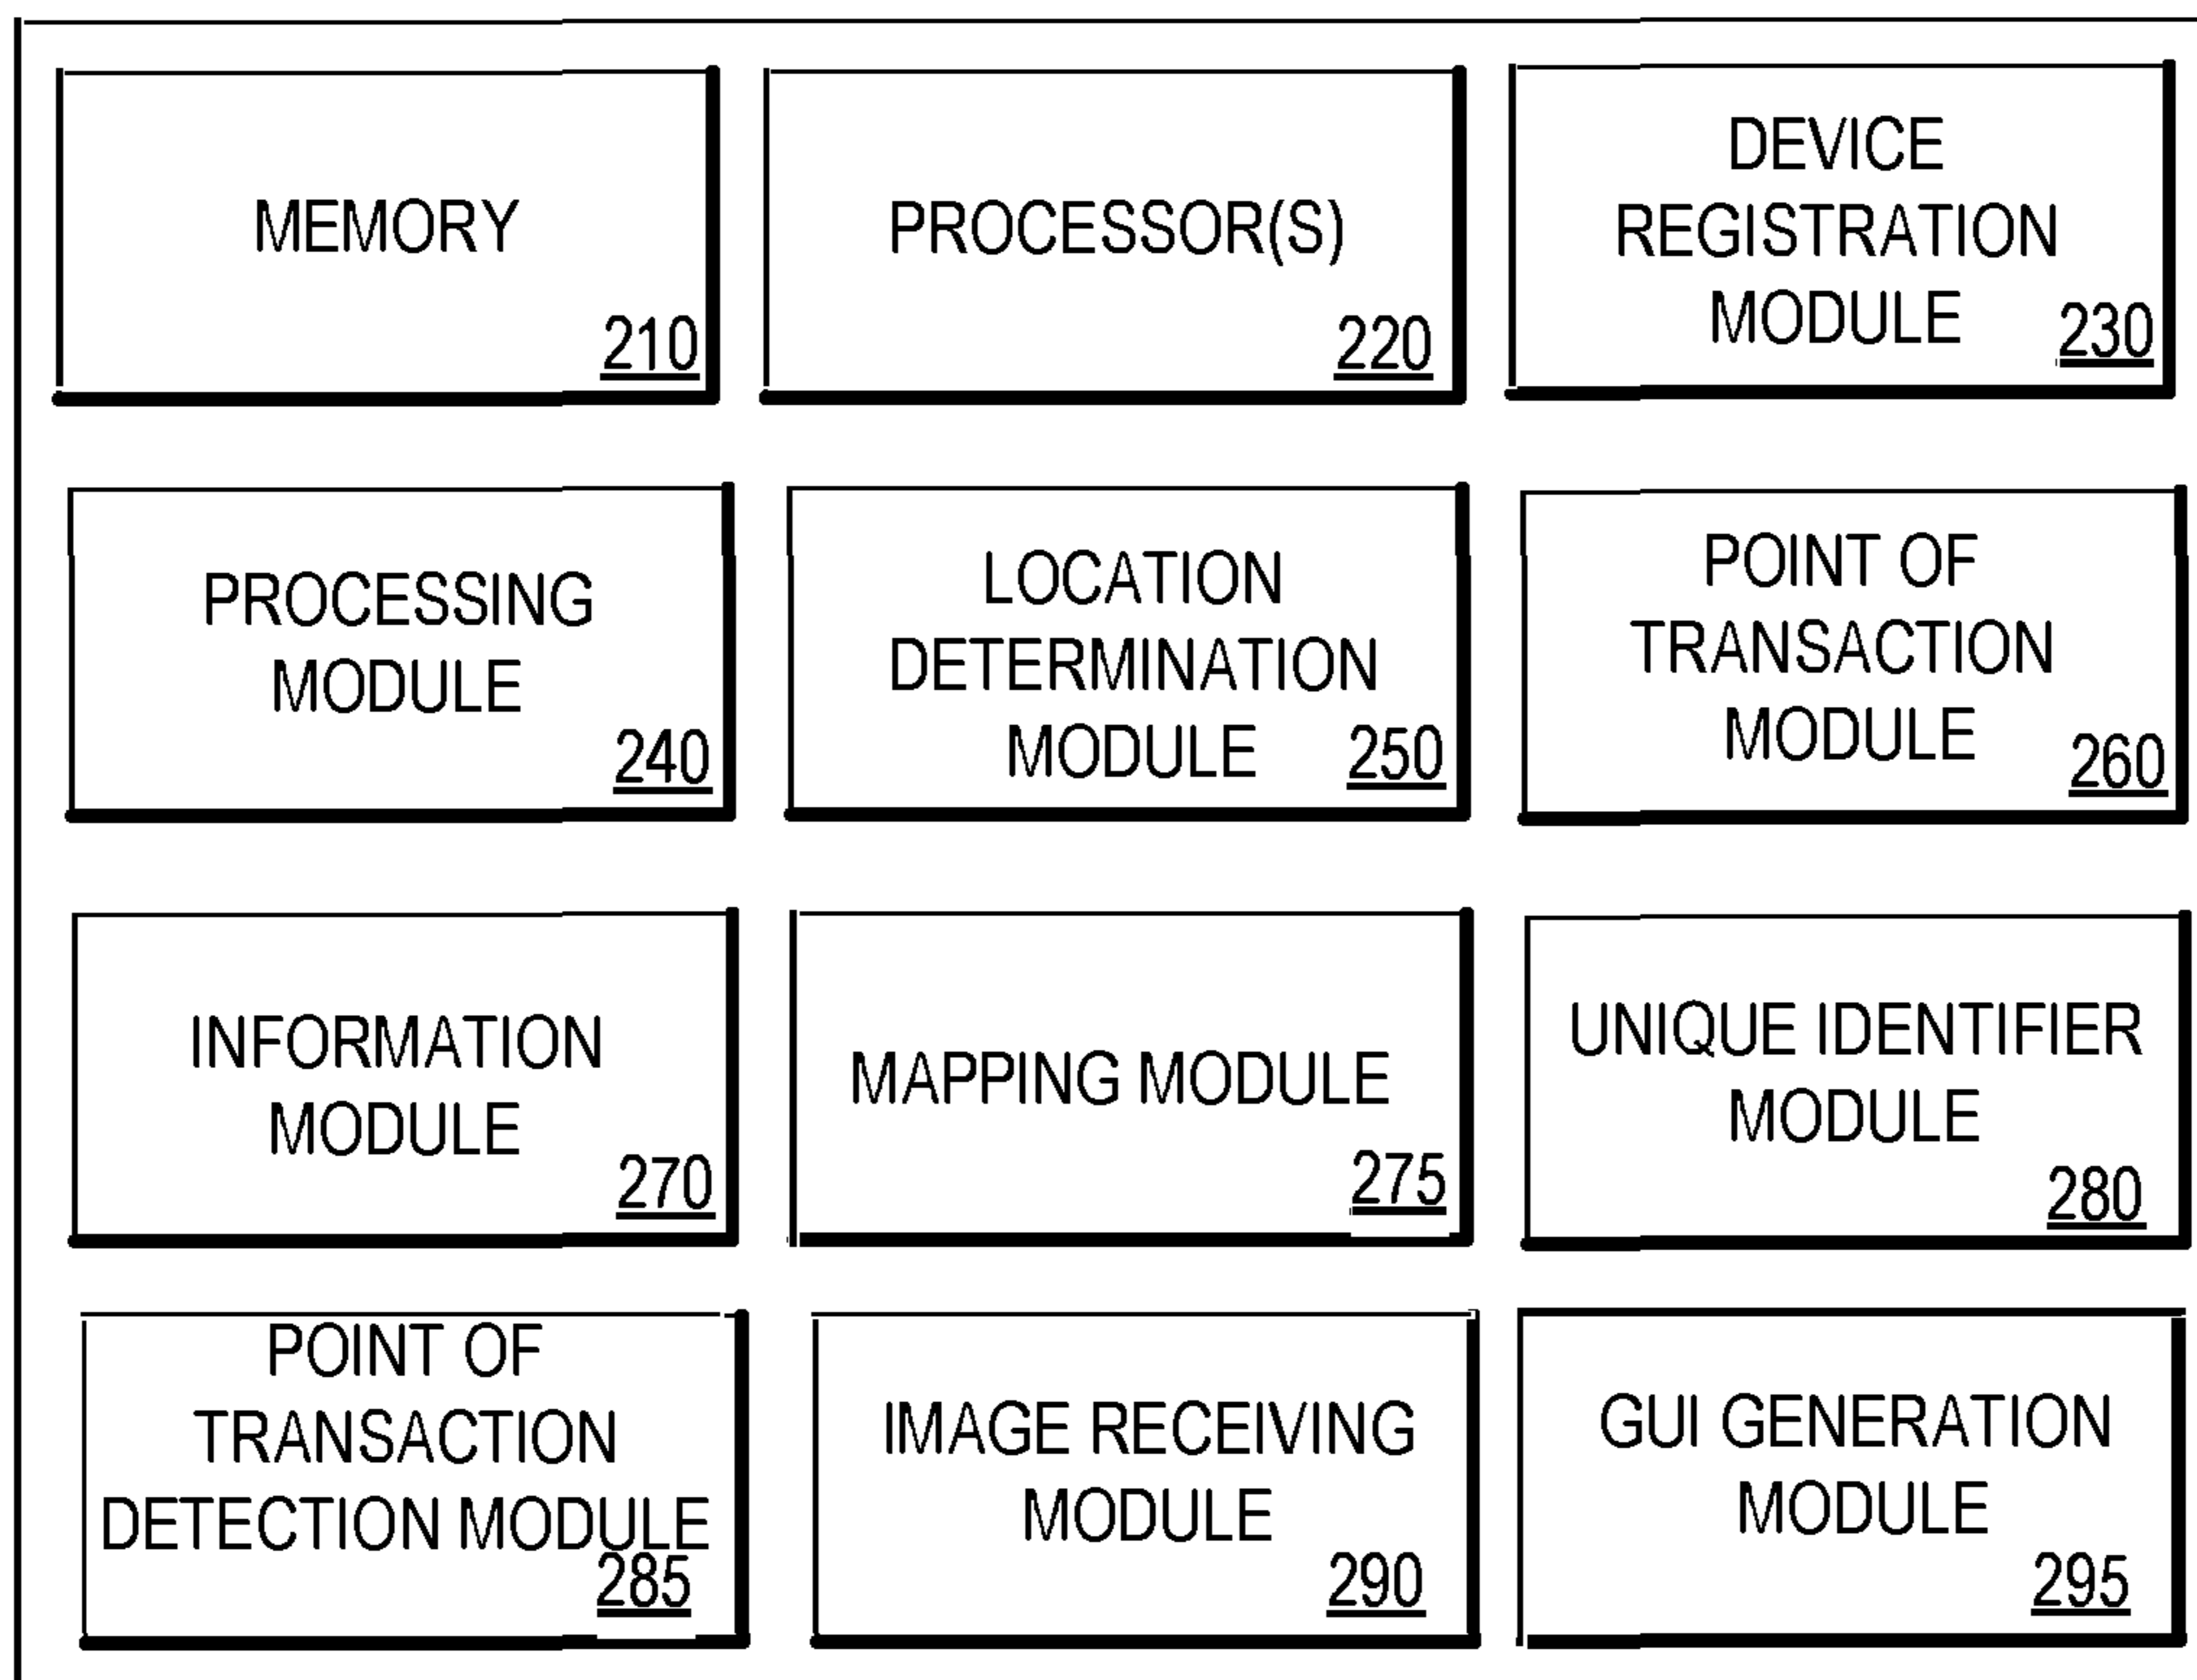 MEMORY
210
PROCESSOR(S)
220
DEVICE
REGISTRATION
MODULE
230
PROCESSING
MODULE
240
LOCATION
DETERMINATION
MODULE
250
POINT OF
TRANSACTION
MODULE
260
INFORMATION
MODULE
270
MAPPING MODULE
275
UNIQUE IDENTIFIER
MODULE
280
POINT OF
TRANSACTION
DETECTION MODULE
285
IMAGE RECEIVING
MODULE
290
GUI GENERATION
MODULE
295